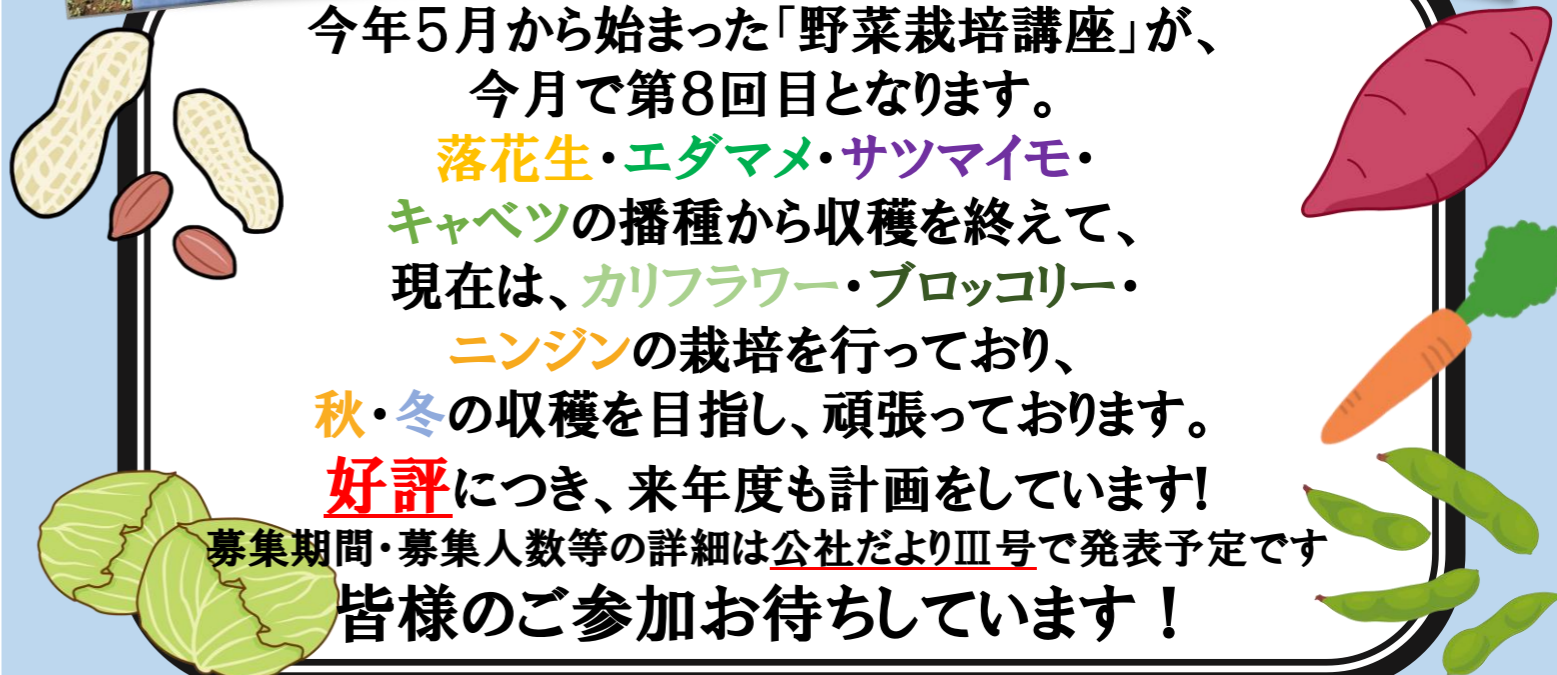 今年5月から始まった「野菜栽培講座」が、
今月で第8回目となります。
落花生・エダマメ・サツマイモ・
キャベツの播種から収穫を終えて、
現在は、カリフラワー・ブロッコリー・
ニンジンの栽培を行っており、
秋・冬の収穫を目指し、頑張っております。
好評につき、来年度も計画をしています!
募集期間・募集人数等の詳細は公社だよりⅢ号で発表予定です
皆様のご参加お待ちしています！